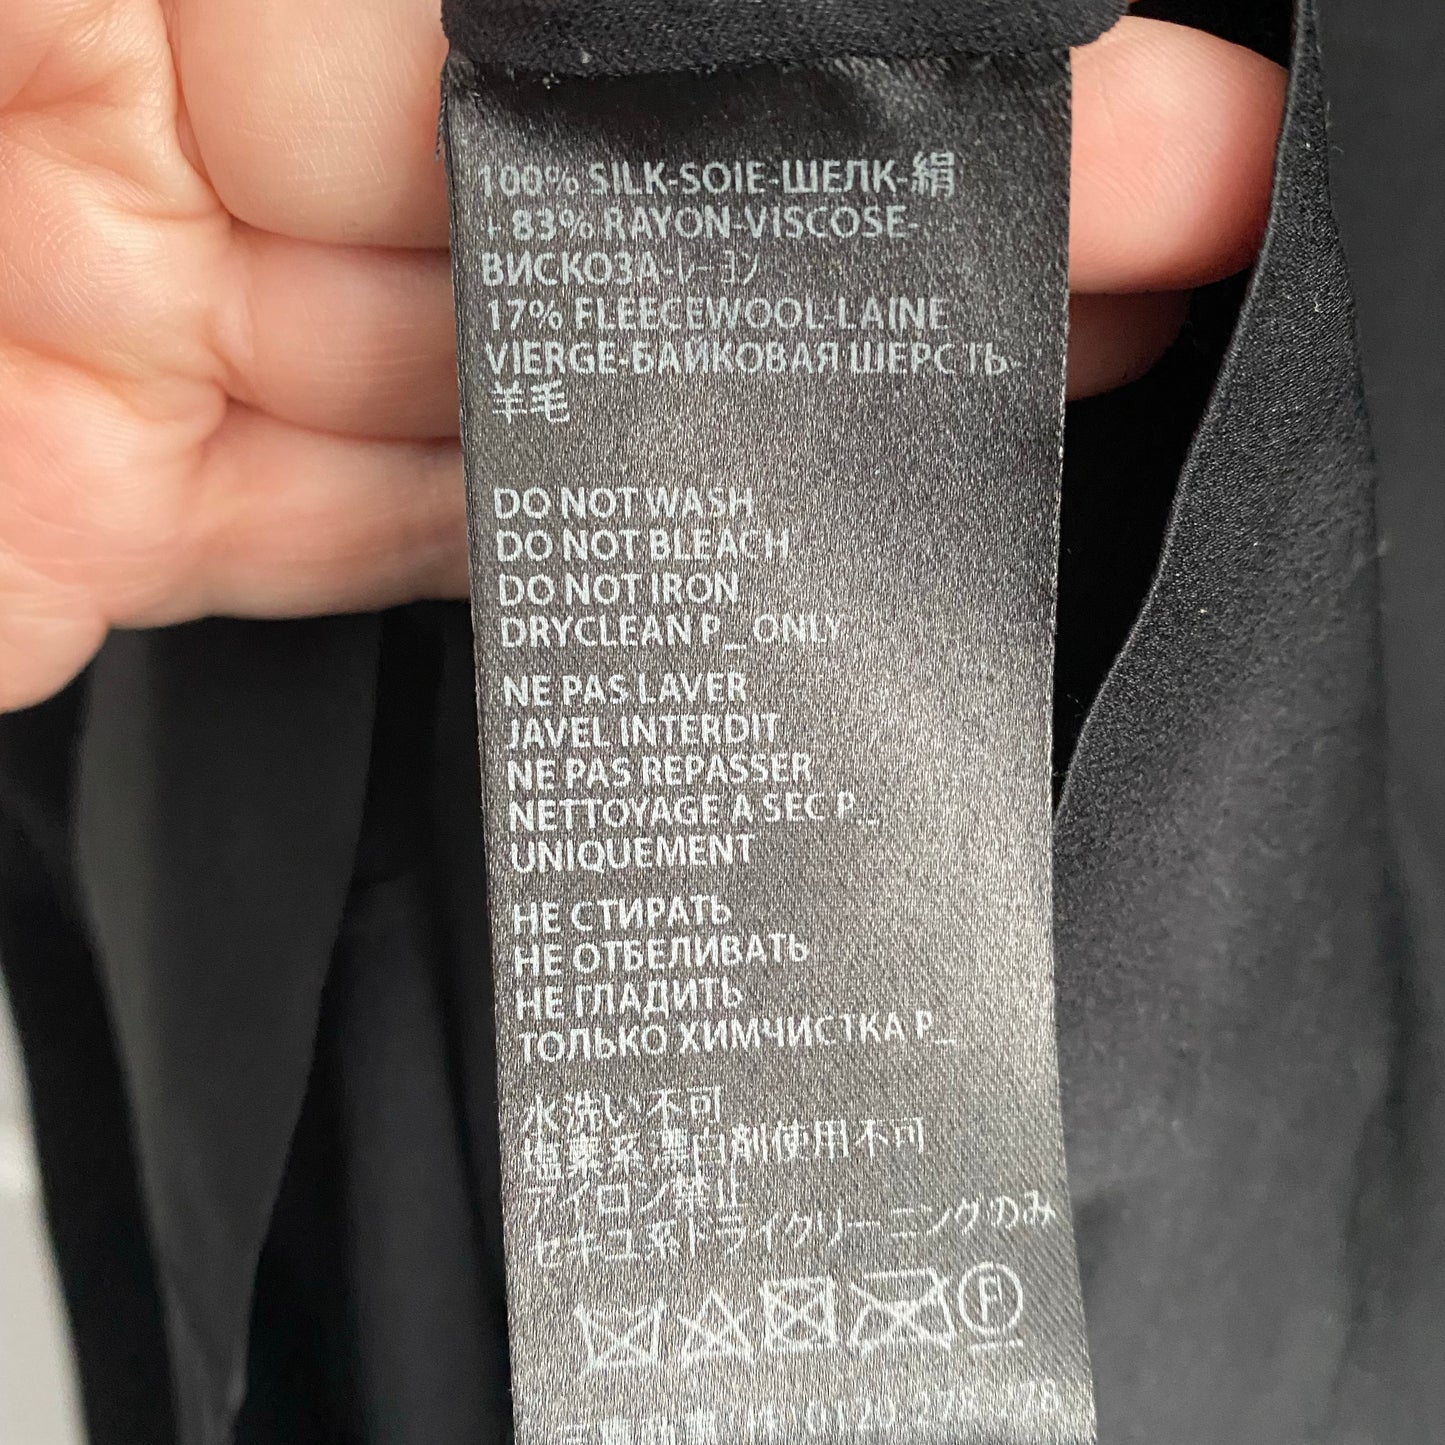 100% SILK-SOIE-ШЕЛК-絹
+ 83% RAYON-VISCOSE-
ВИСКОЗА-レーヨン
17% FLEECEWOOL-LAINE
VIERGE-БАЙКОВАЯ ШЕРСТЬ-
羊毛
DO NOT WASH
DO NOT BLEACH
DO NOT IRON
DRYCLEAN P_ ONLY
NE PAS LAVER
JAVEL INTERDIT
NE PAS REPASSER
NETTOYAGE A SEC P_
UNIQUEMENT
НЕ СТИРАТЬ
НЕ ОТБЕЛИВАТЬ
НЕ ГЛАДИТЬ
ТОЛЬКО ХИМЧИСТКА P_
水洗い不可
塩素系漂白剤使用不可
アイロン禁止
セキユ系ドライクリーニングのみ
F
0120